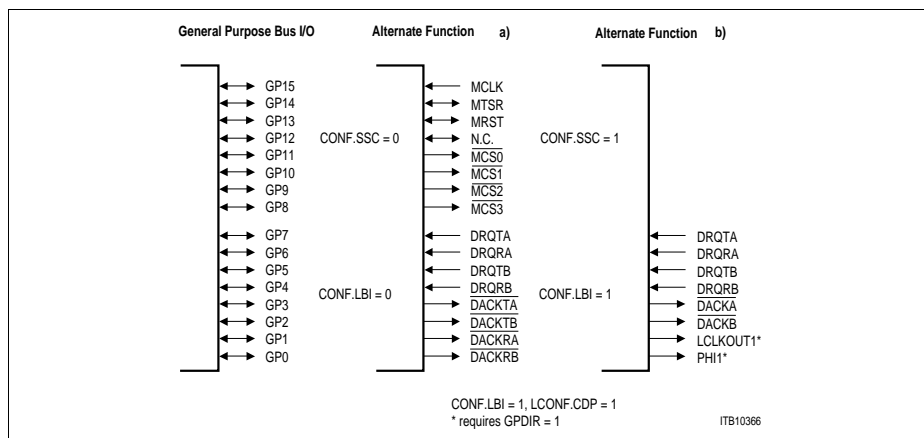 General Purpose Bus I/O Alternate Function a) Alternate Function b)
GP15 MCLK
GP14 MTSR
GP13 MRST
GP12 CONF.SSC = 0 N.C. CONF.SSC = 1
GP11 MCS0
GP10 MCS1
GP9 MCS2
GP8 MCS3
GP7 DRQTA DRQTA
GP6 DRQRA DRQRA
GP5 DRQTB DRQTB
GP4 CONF.LBI = 0 DRQRB CONF.LBI = 1 DRQRB
GP3 DACKTA DACKA
GP2 DACKTB DACKB
GP1 DACKRA LCLKOUT1*
GP0 DACKRB PHI1*
CONF.LBI = 1, LCONF.CDP = 1
* requires GPDIR = 1 ITB10366